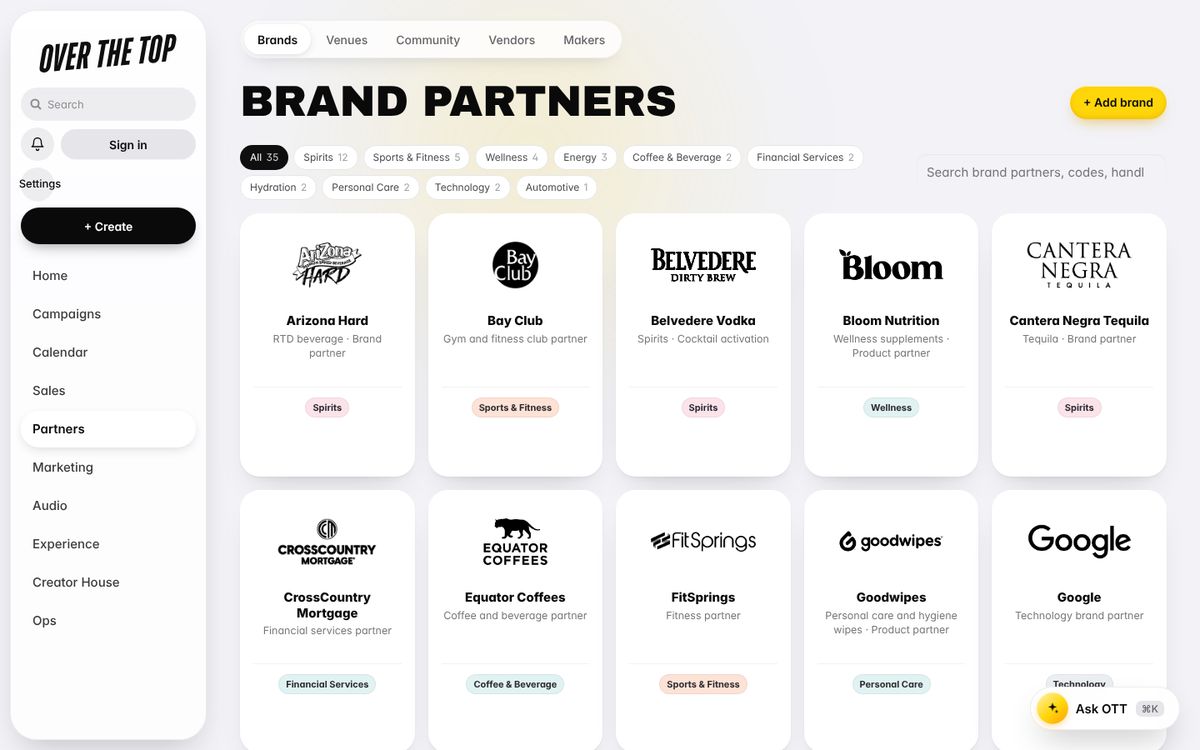 OVER THE TOP
Search
Sign in
Settings
+ Create
Home
Campaigns
Calendar
Sales
Partners
Marketing
Audio
Experience
Creator House
Ops
Brands Venues Community Vendors Makers
BRAND PARTNERS
+ Add brand
All 35 Spirits 12 Sports & Fitness 5 Wellness 4 Energy 3 Coffee & Beverage 2 Financial Services 2
Hydration 2 Personal Care 2 Technology 2 Automotive 1
Search brand partners, codes, handl
Arizona
HARD
Arizona Hard
RTD beverage · Brand
partner
Spirits
Bay
Club
Bay Club
Gym and fitness club partner
Sports & Fitness
BELVEDERE
DIRTY BREW
Belvedere Vodka
Spirits · Cocktail activation
Spirits
Bloom
Bloom Nutrition
Wellness supplements ·
Product partner
Wellness
CANTERA
NEGRA
TEQUILA
Cantera Negra Tequila
Tequila · Brand partner
Spirits
CROSSCOUNTRY
MORTGAGE
CrossCountry
Mortgage
Financial services partner
Financial Services
EQUATOR
COFFEES
Equator Coffees
Coffee and beverage partner
Coffee & Beverage
FitSprings
FitSprings
Fitness partner
Sports & Fitness
goodwipes
Goodwipes
Personal care and hygiene
wipes · Product partner
Personal Care
Google
Google
Technology brand partner
Technology
Ask OTT ⌘K